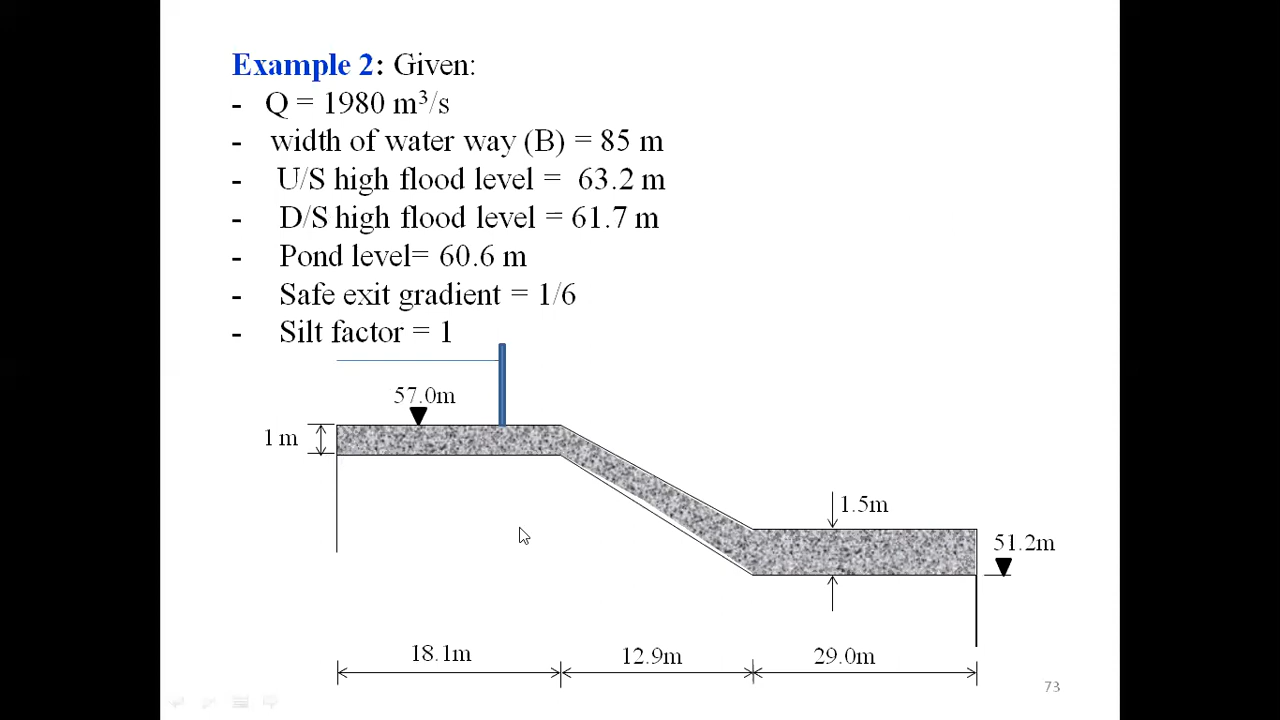 Example 2: Given:
- Q = 1980 m³/s
- width of water way (B) = 85 m
- U/S high flood level = 63.2 m
- D/S high flood level = 61.7 m
- Pond level= 60.6 m
- Safe exit gradient = 1/6
- Silt factor = 1
57.0m
1 m
1.5m
51.2m
18.1m
12.9m
29.0m
73